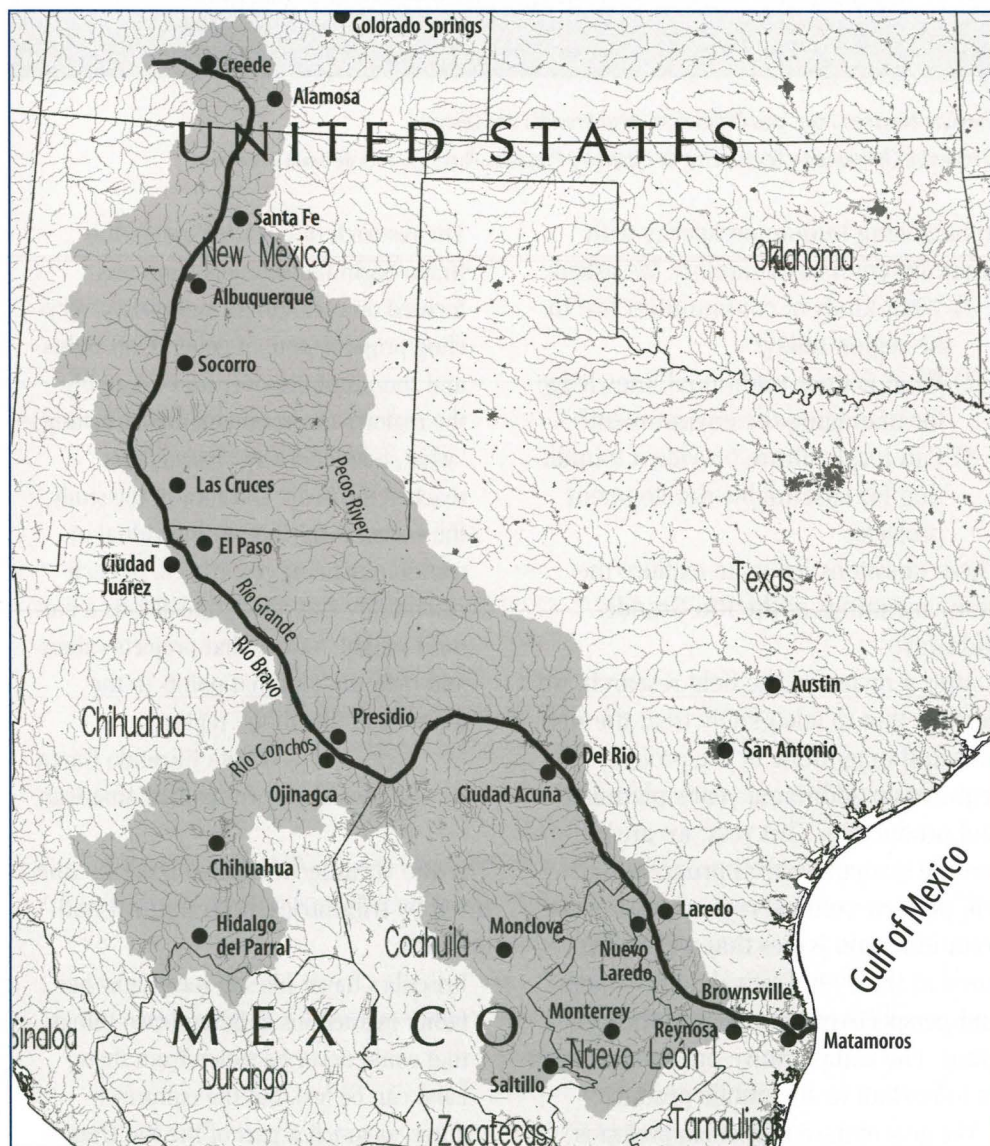 Colorado Springs
Creede
Alamosa
UNITED STATES
Santa Fe
New Mexico
Oklahoma
Albuquerque
Socorro
Pecos River
Las Cruces
El Paso
Ciudad
Juárez
Texas
Río Grande
Río Bravo
Austin
Chihuahua
Presidio
San Antonio
Río Conchos
Del Rio
Ojinagca
Ciudad Acuña
Chihuahua
Gulf of Mexico
Laredo
Hidalgo
del Parral
Monclova
Coahuila
Nuevo
Laredo
Brownsville
MEXICO
Monterrey
Reynosa
Matamoros
Sinaloa
Nuevo León
Durango
Saltillo
Zacatecas
Tamaulipas